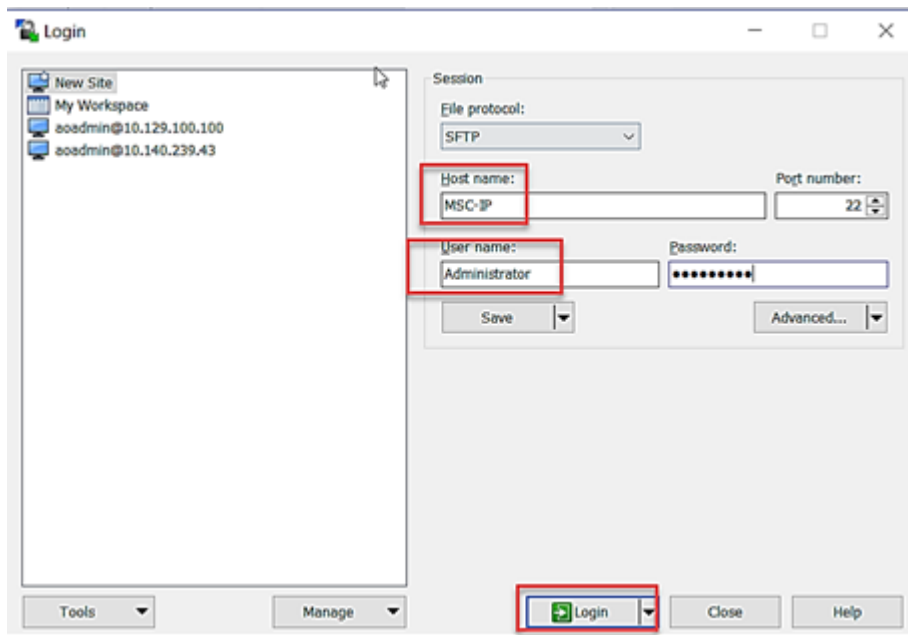 Login
New Site
My Workspace
aoadmin@10.129.100.100
aoadmin@10.140.239.43
Session
File protocol:
SFTP
Host name:
Port number:
MSC-IP
22
User name:
Password:
Administrator
•••••••••
Save
Advanced...
Tools
Manage
Login
Close
Help